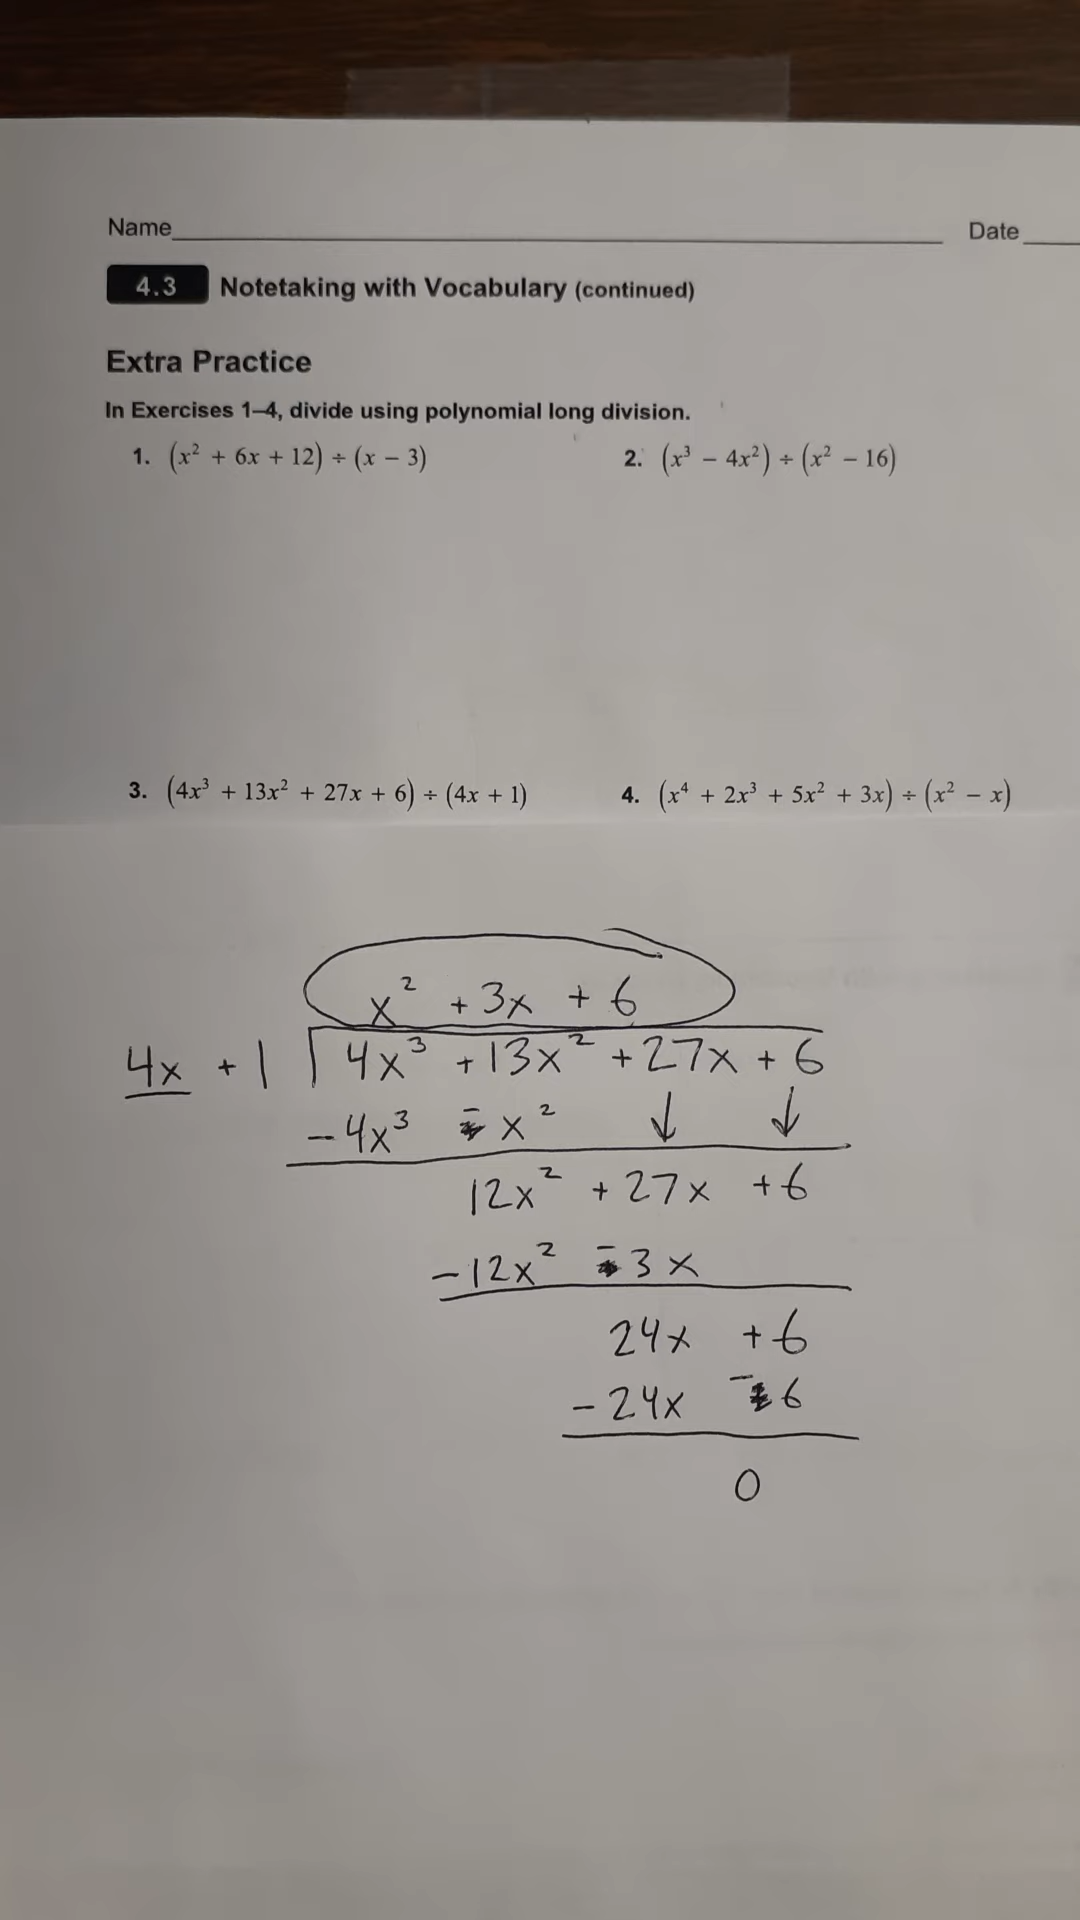 Name Date
4.3 Notetaking with Vocabulary (continued)
Extra Practice
In Exercises 1–4, divide using polynomial long division.
1. (x² + 6x + 12) ÷ (x − 3)
2. (x³ − 4x²) ÷ (x² − 16)
3. (4x³ + 13x² + 27x + 6) ÷ (4x + 1)
4. (x⁴ + 2x³ + 5x² + 3x) ÷ (x² − x)
x² + 3x + 6
4x + 1 4x³ + 13x² + 27x + 6
− 4x³ − x² ↓ ↓
12x² + 27x + 6
− 12x² − 3x
24x + 6
− 24x − 6
0